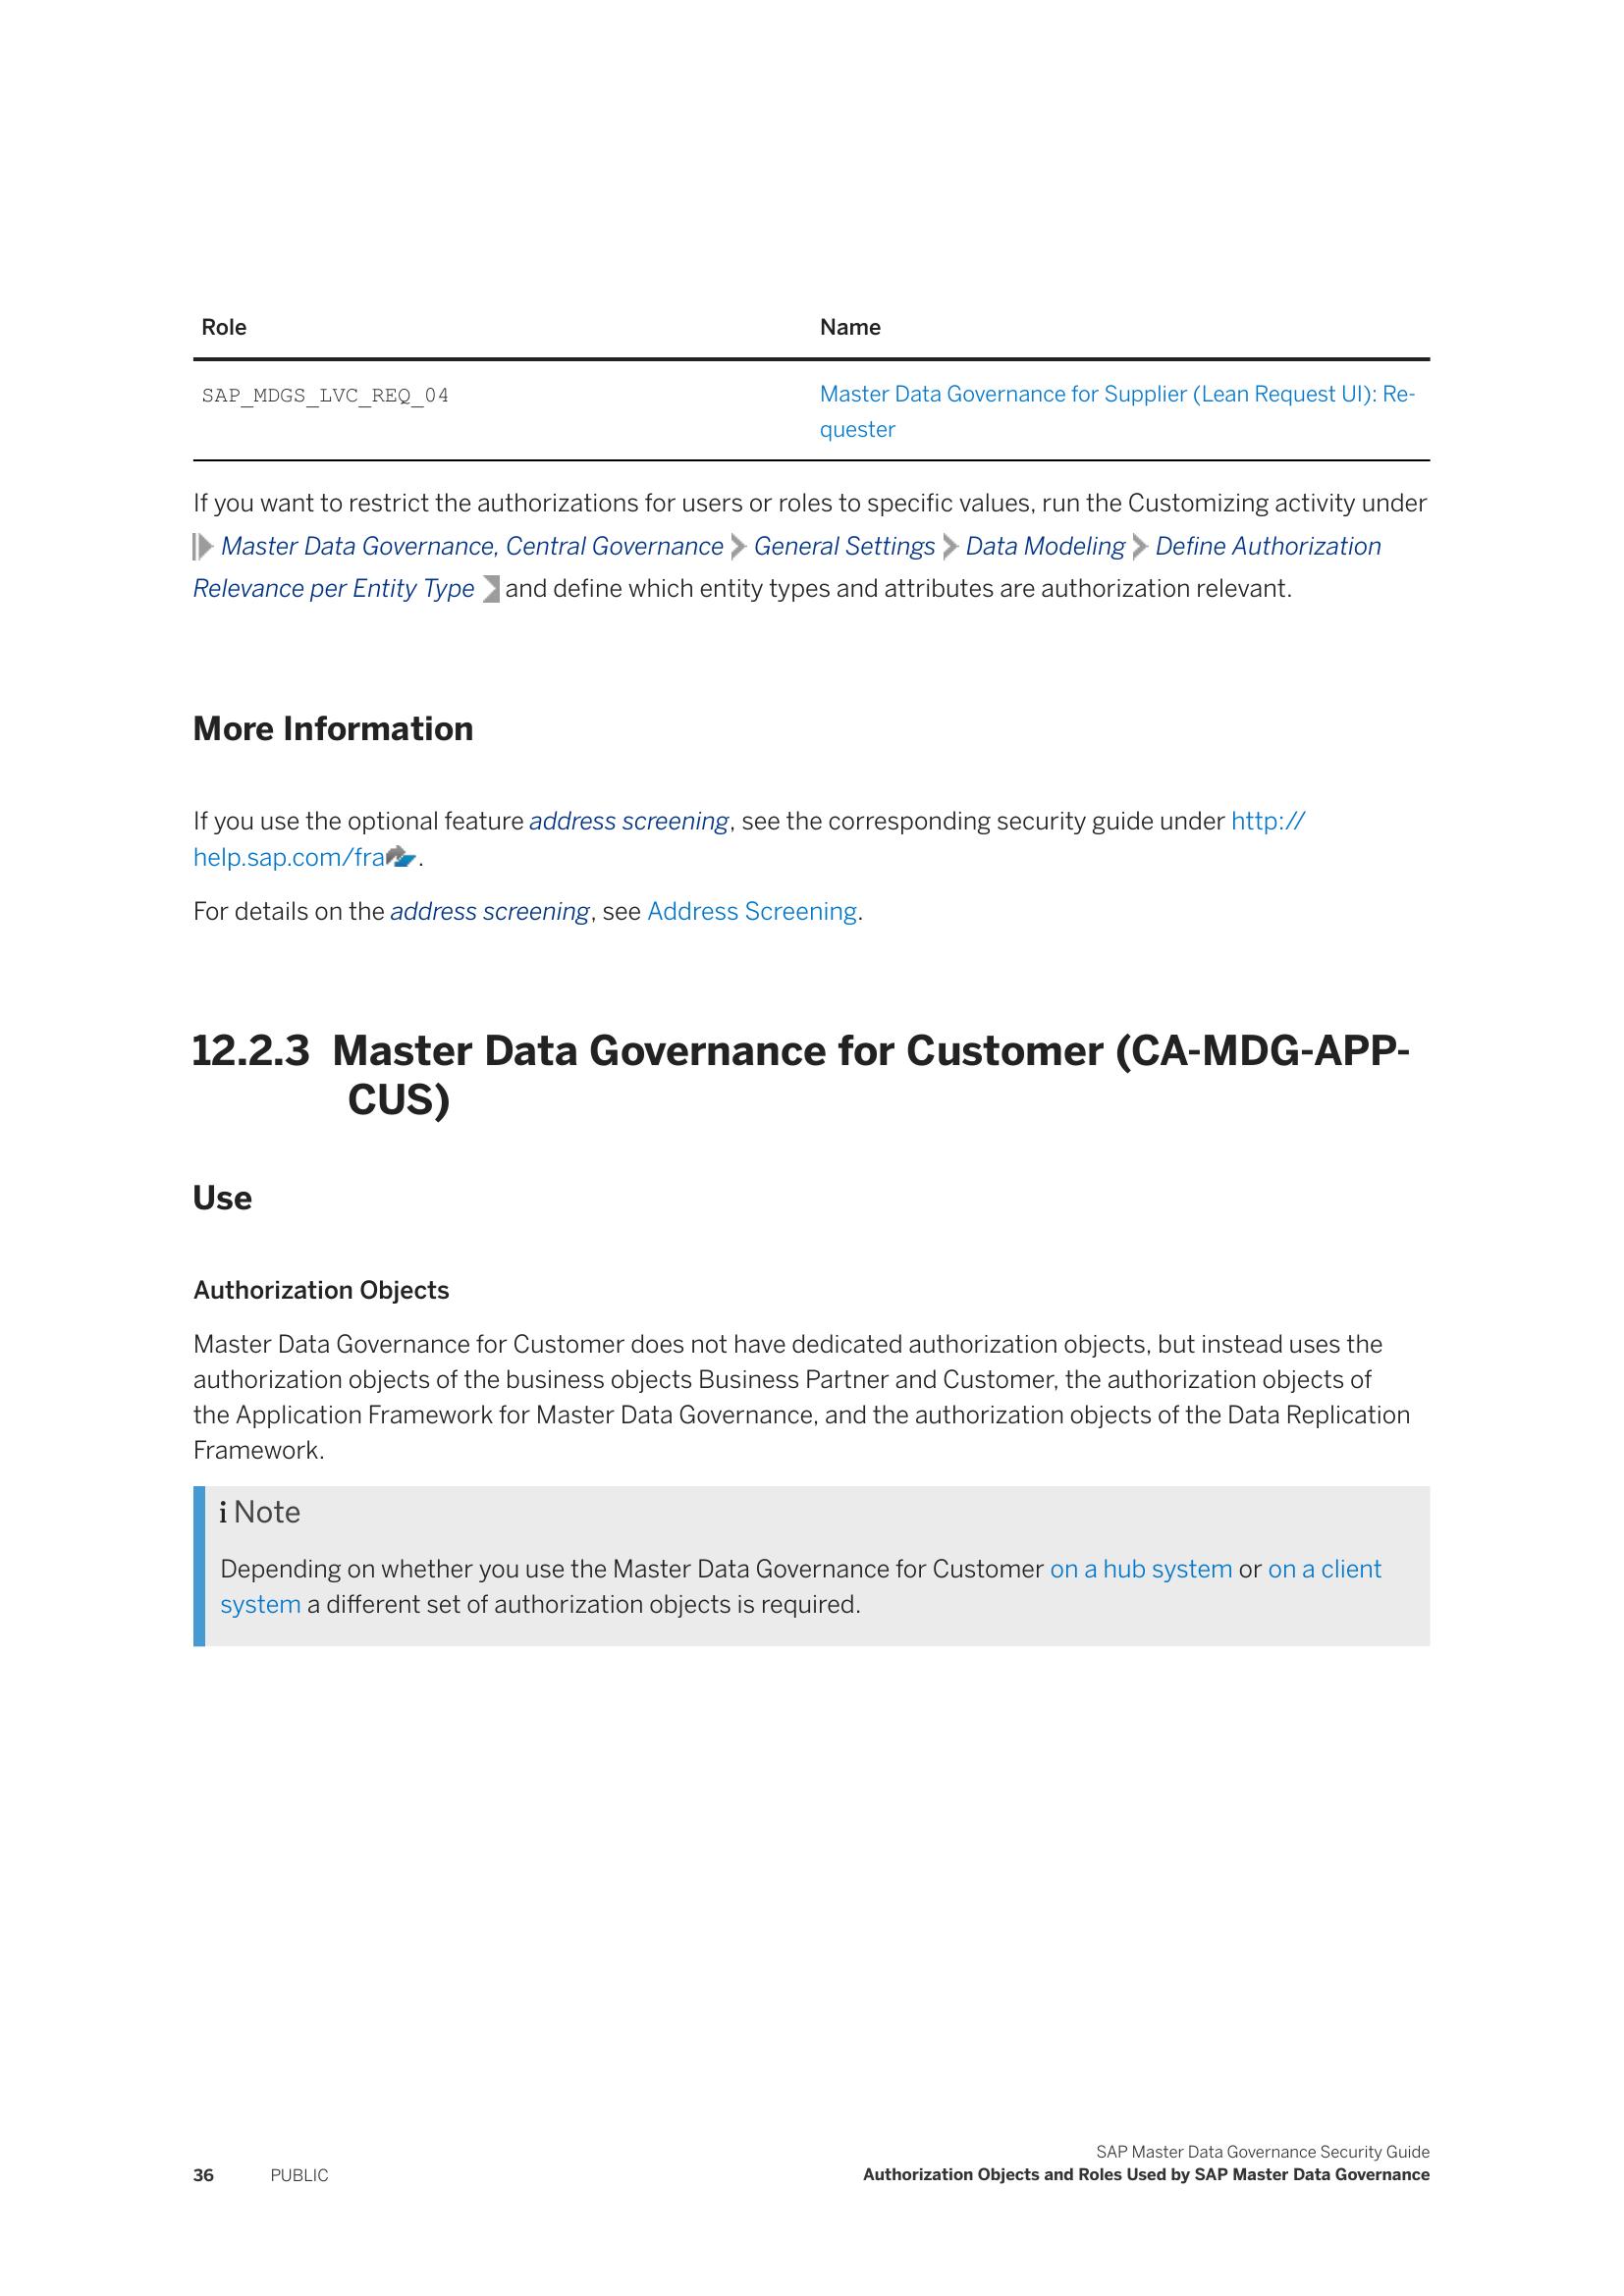 Role Name
SAP_MDGS_LVC_REQ_04 Master Data Governance for Supplier (Lean Request UI): Re-
quester
If you want to restrict the authorizations for users or roles to specific values, run the Customizing activity under
Master Data Governance, Central Governance General Settings Data Modeling Define Authorization
Relevance per Entity Type and define which entity types and attributes are authorization relevant.
More Information
If you use the optional feature address screening, see the corresponding security guide under http://
help.sap.com/fra.
For details on the address screening, see Address Screening.
12.2.3 Master Data Governance for Customer (CA-MDG-APP-
CUS)
Use
Authorization Objects
Master Data Governance for Customer does not have dedicated authorization objects, but instead uses the
authorization objects of the business objects Business Partner and Customer, the authorization objects of
the Application Framework for Master Data Governance, and the authorization objects of the Data Replication
Framework.
i Note
Depending on whether you use the Master Data Governance for Customer on a hub system or on a client
system a different set of authorization objects is required.
SAP Master Data Governance Security Guide
36 PUBLIC Authorization Objects and Roles Used by SAP Master Data Governance